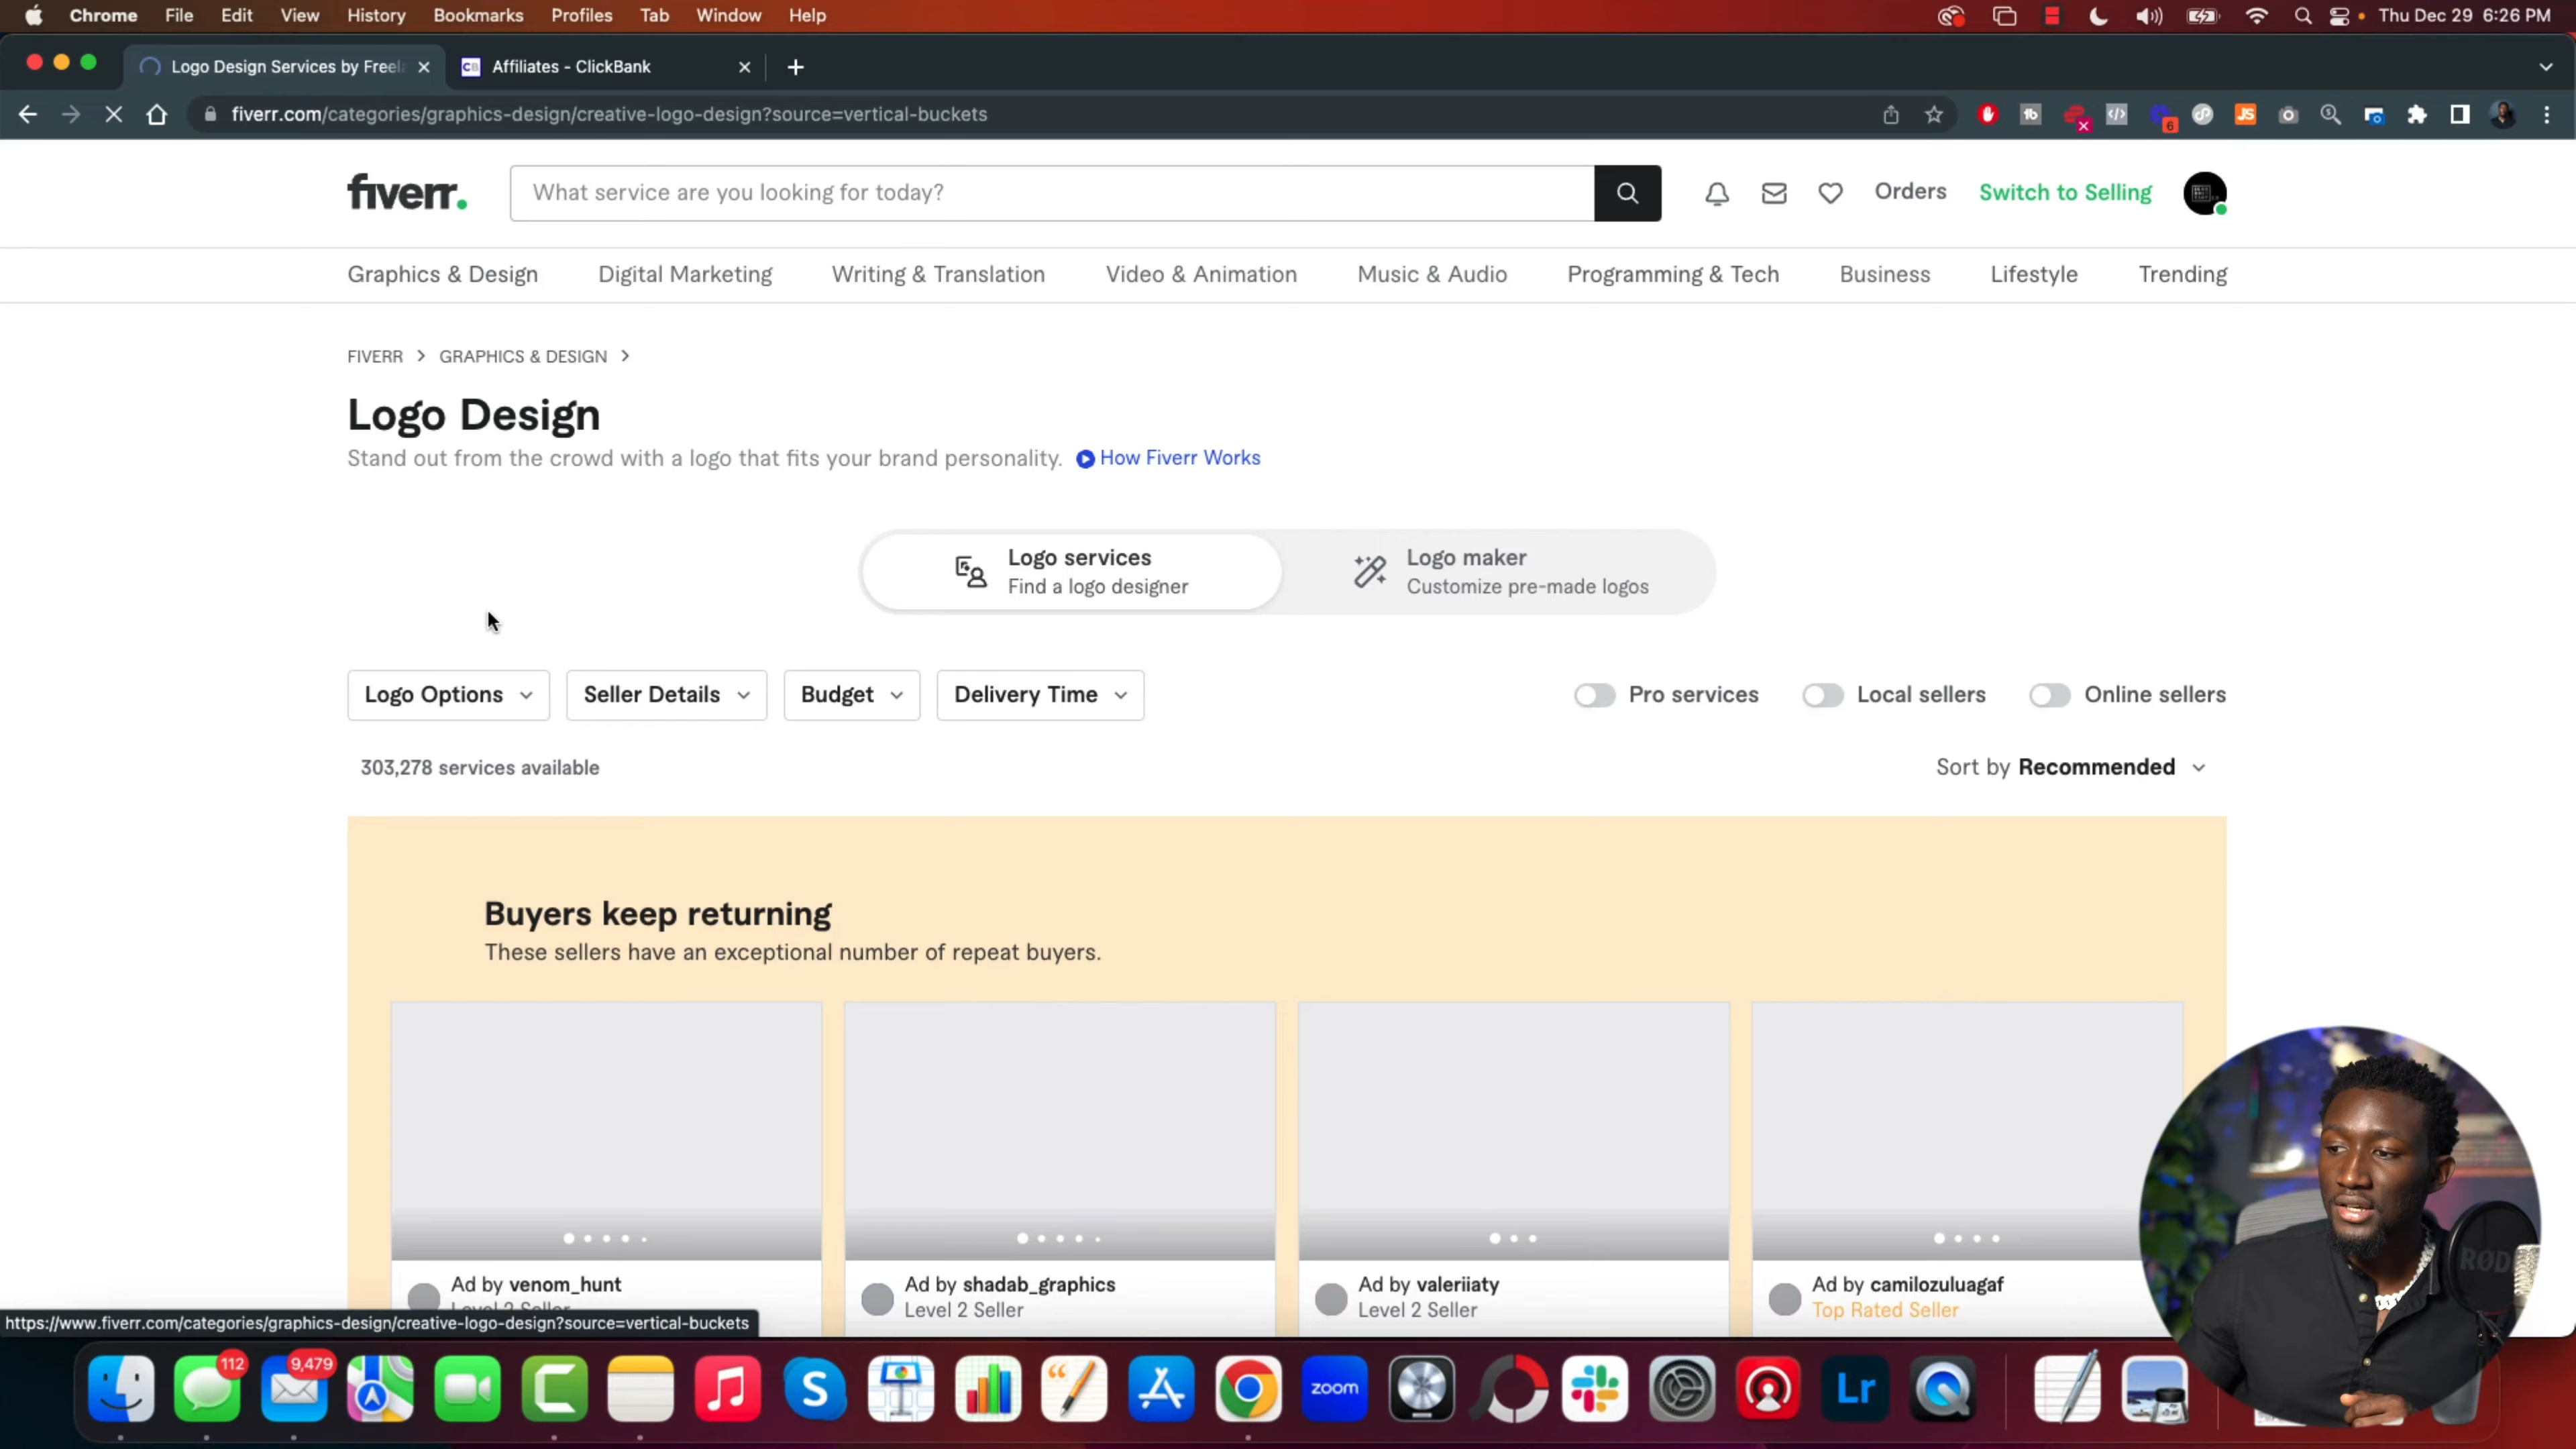 Chrome File Edit View History Bookmarks Profiles Tab Window Help Thu Dec 29 6:26 PM
Logo Design Services by Freel Affiliates - ClickBank
fiverr.com/categories/graphics-design/creative-logo-design?source=vertical-buckets
fiverr. What service are you looking for today? Orders Switch to Selling
Graphics & Design Digital Marketing Writing & Translation Video & Animation Music & Audio Programming & Tech Business Lifestyle Trending
FIVERR > GRAPHICS & DESIGN >
Logo Design
Stand out from the crowd with a logo that fits your brand personality. How Fiverr Works
Logo services Logo maker
Find a logo designer Customize pre-made logos
Logo Options Seller Details Budget Delivery Time Pro services Local sellers Online sellers
303,278 services available Sort by Recommended
Buyers keep returning
These sellers have an exceptional number of repeat buyers.
Ad by venom_hunt Ad by shadab_graphics Ad by valeriiaty Ad by camilozuluagaf
Level 2 Seller Level 2 Seller Level 2 Seller Top Rated Seller
https://www.fiverr.com/categories/graphics-design/creative-logo-design?source=vertical-buckets
112 9,479 zoom Lr
RØD